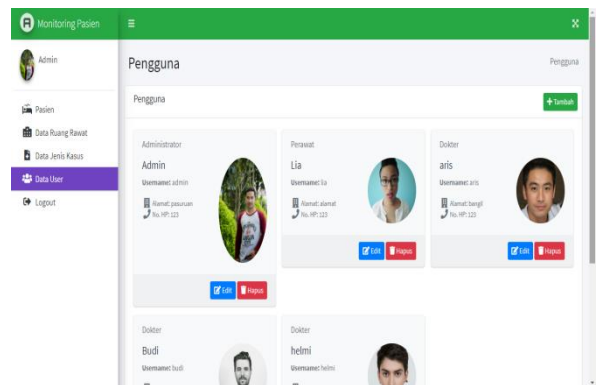 Monitoring Pasien
Admin
Pasien
Data Ruang Rawat
Data Jenis Kasus
Data User
Logout
Pengguna
Pengguna
Pengguna
Tambah
Administrator
Admin
Username: admin
Alamat: pasuruan
No. HP: 123
Edit
Hapus
Perawat
Lia
Username: lia
Alamat: alamat
No. HP: 123
Edit
Hapus
Dokter
aris
Username: aris
Alamat: bangil
No. HP: 123
Edit
Hapus
Dokter
Budi
Username: budi
Dokter
helmi
Username: helmi